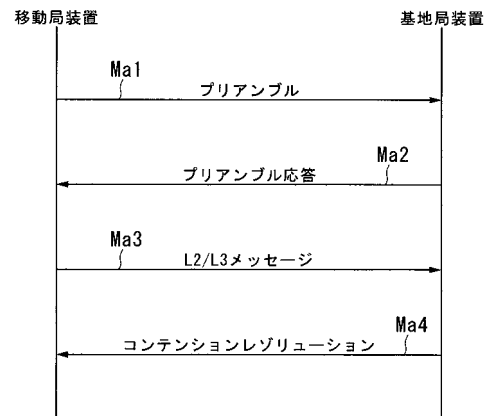 移動局装置
基地局装置
Ma1
プリアンブル
Ma2
プリアンブル応答
Ma3
L2/L3メッセージ
Ma4
コンテンションレゾリューション